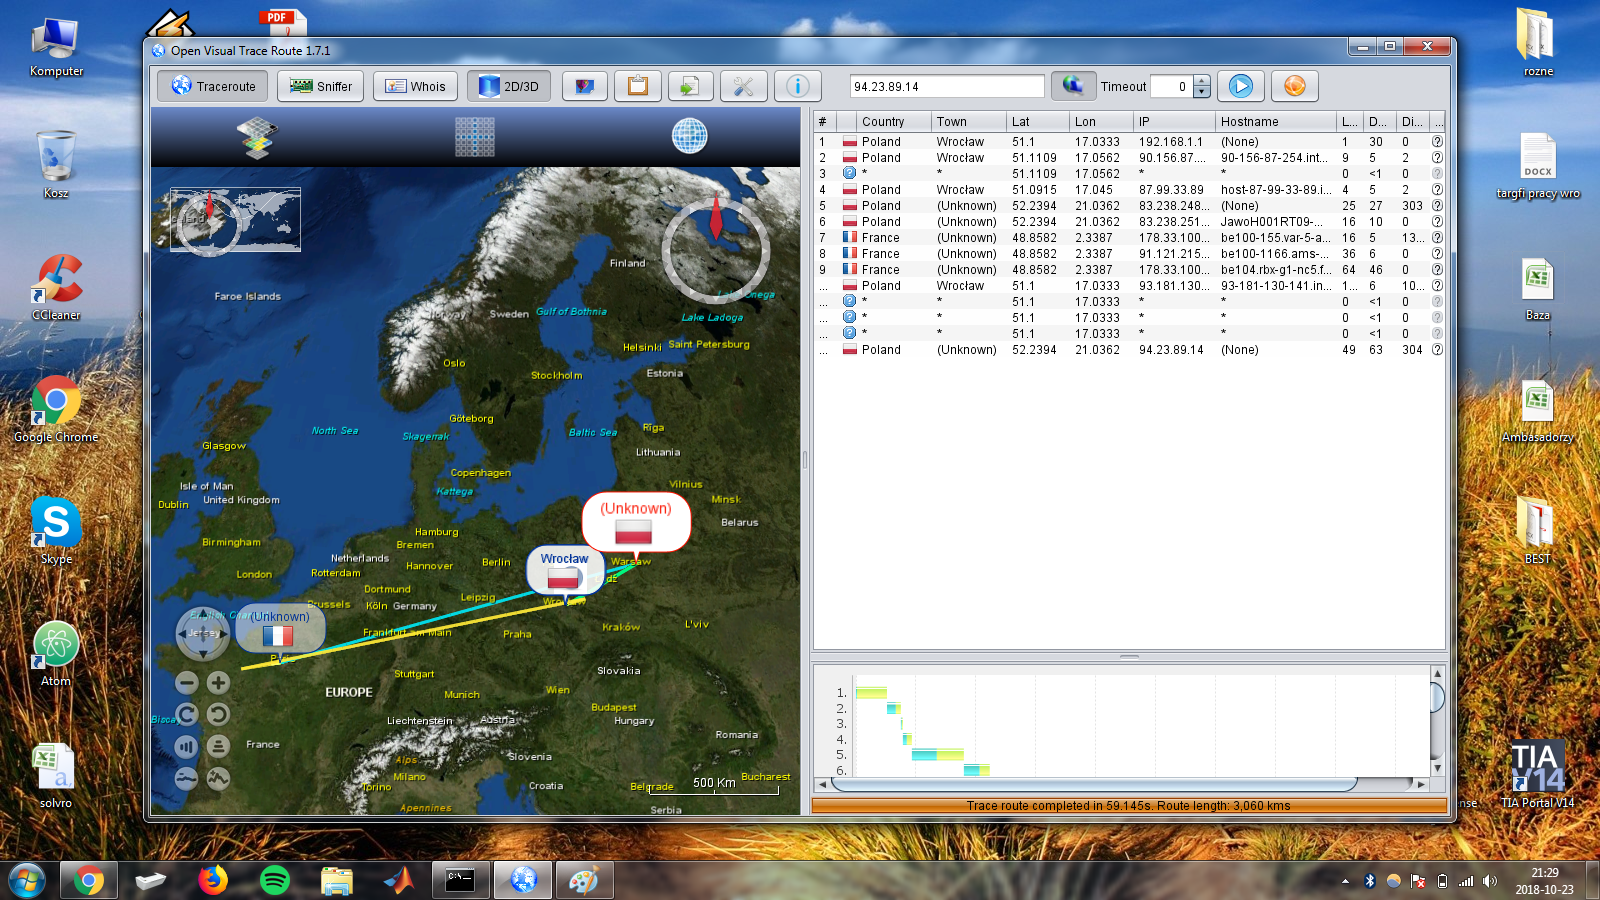 Komputer
PDF
rozne
Kosz
DOCX
targfi pracy wro
CCleaner
Baza
Google Chrome
Ambasadorzy
Skype
BEST
Atom
solvro
TIA
V14
TIA Portal V14
Open Visual Trace Route 1.7.1
Traceroute
Sniffer
Whois
2D/3D
94.23.89.14
Timeout
0
# Country Town Lat Lon IP Hostname L... D... Di... ...
1 Poland Wrocław 51.1 17.0333 192.168.1.1 (None) 1 30 0
2 Poland Wrocław 51.1109 17.0562 90.156.87.... 90-156-87-254.int... 9 5 2
3 * * 51.1109 17.0562 * * 0 <1 0
4 Poland Wrocław 51.0915 17.045 87.99.33.89 host-87-99-33-89.i... 4 5 2
5 Poland (Unknown) 52.2394 21.0362 83.238.248... (None) 25 27 303
6 Poland (Unknown) 52.2394 21.0362 83.238.251... JawoH001RT09-... 16 10 0
7 France (Unknown) 48.8582 2.3387 178.33.100... be100-155.var-5-a... 16 5 13...
8 France (Unknown) 48.8582 2.3387 91.121.215... be100-1166.ams-... 36 6 0
9 France (Unknown) 48.8582 2.3387 178.33.100... be104.rbx-g1-nc5.f... 64 46 0
... Poland Wrocław 51.1 17.0333 93.181.130... 93-181-130-141.in... 1... 6 10...
... * * 51.1 17.0333 * * 0 <1 0
... * * 51.1 17.0333 * * 0 <1 0
... * * 51.1 17.0333 * * 0 <1 0
... Poland (Unknown) 52.2394 21.0362 94.23.89.14 (None) 49 63 304
Finland
Faroe Islands
Lake Onega
Norway
Sweden
Gulf of Bothnia
Lake Ladoga
Helsinki
Saint Petersburg
Oslo
Stockholm
Estonia
Göteborg
North Sea
Skagerrak
Baltic Sea
Rīga
Glasgow
Lithuania
Copenhagen
Isle of Man
United Kingdom
Kattega
Vilnius
Minsk
Dublin
(Unknown)
Belarus
Hamburg
Bremen
Birmingham
Netherlands
Hannover
Berlin
Wrocław
Warsaw
London
Rotterdam
Dortmund
Leipzig
Brussels
Köln
Germany
(Unknown)
Jersey
Frankfurt am Main
Praha
Kraków
L'viv
Stuttgart
Slovakia
EUROPE
Munich
Wien
Budapest
Biscay
Liechtenstein
Austria
Hungary
France
Slovenia
Romania
Alps
Milano
Torino
Croatia
Belgrade
500 Km
Bucharest
Apennines
Serbia
1.
2.
3.
4.
5.
6.
Trace route completed in 59.145s. Route length: 3,060 kms
21:29
2018-10-23